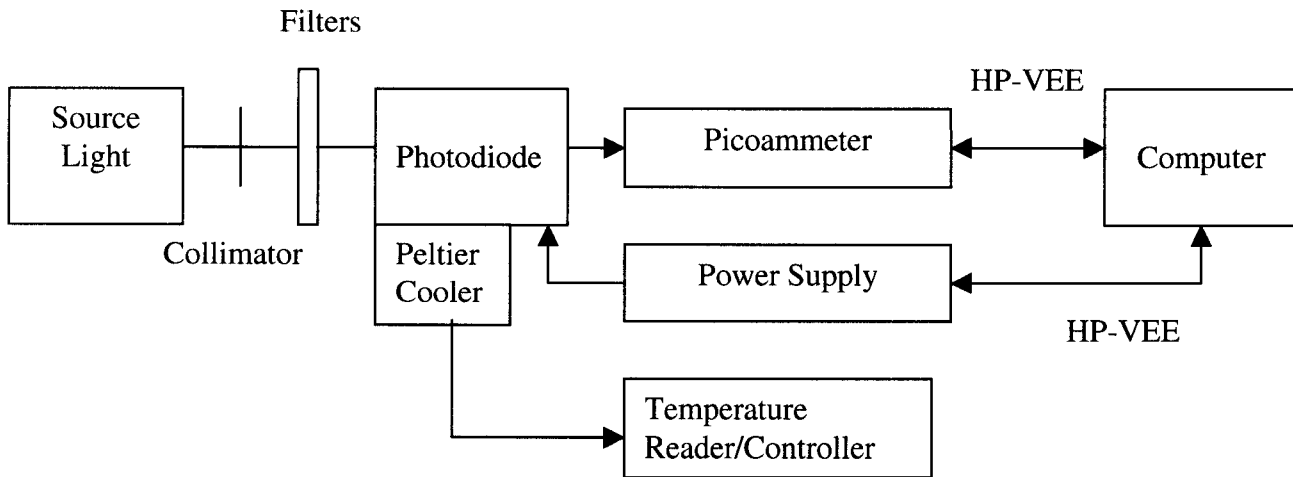 Filters
HP-VEE
Source
Light
Photodiode
Picoammeter
Computer
Collimator
Peltier
Cooler
Power Supply
HP-VEE
Temperature
Reader/Controller